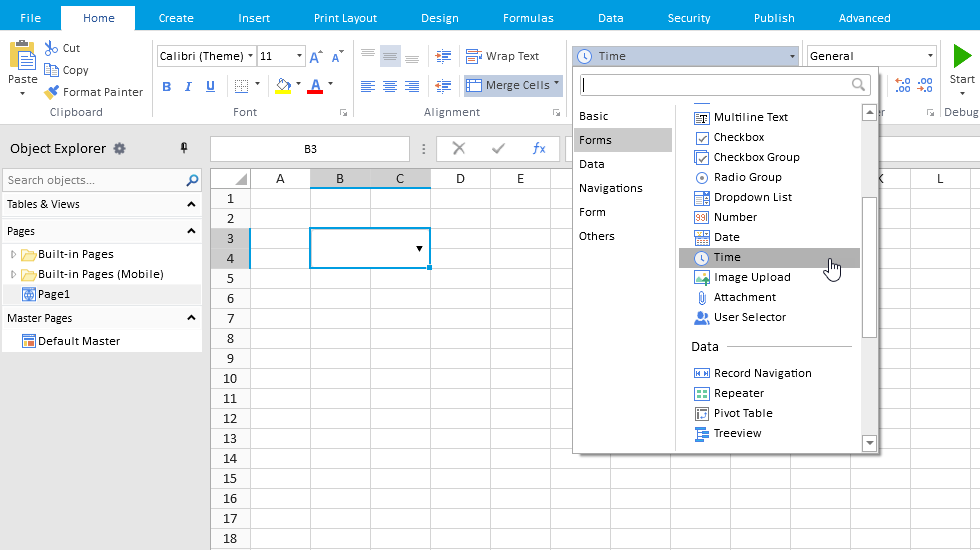 File Home Create Insert Print Layout Design Formulas Data Security Publish Advanced
Paste
Cut
Copy
Format Painter
Clipboard
Calibri (Theme) 11
A A
B I U A
Font
Wrap Text
Merge Cells
Alignment
Time
General
.0 .00
.00 .0
Start
Debug
Basic
Forms
Data
Navigations
Form
Others
Multiline Text
Checkbox
Checkbox Group
Radio Group
Dropdown List
Number
Date
Time
Image Upload
Attachment
User Selector
Data
Record Navigation
Repeater
Pivot Table
Treeview
Object Explorer
Search objects...
Tables & Views
Pages
Built-in Pages
Built-in Pages (Mobile)
Page1
Master Pages
Default Master
B3
fx
A B C D E K L
1
2
3
4
5
6
7
8
9
10
11
12
13
14
15
16
17
18